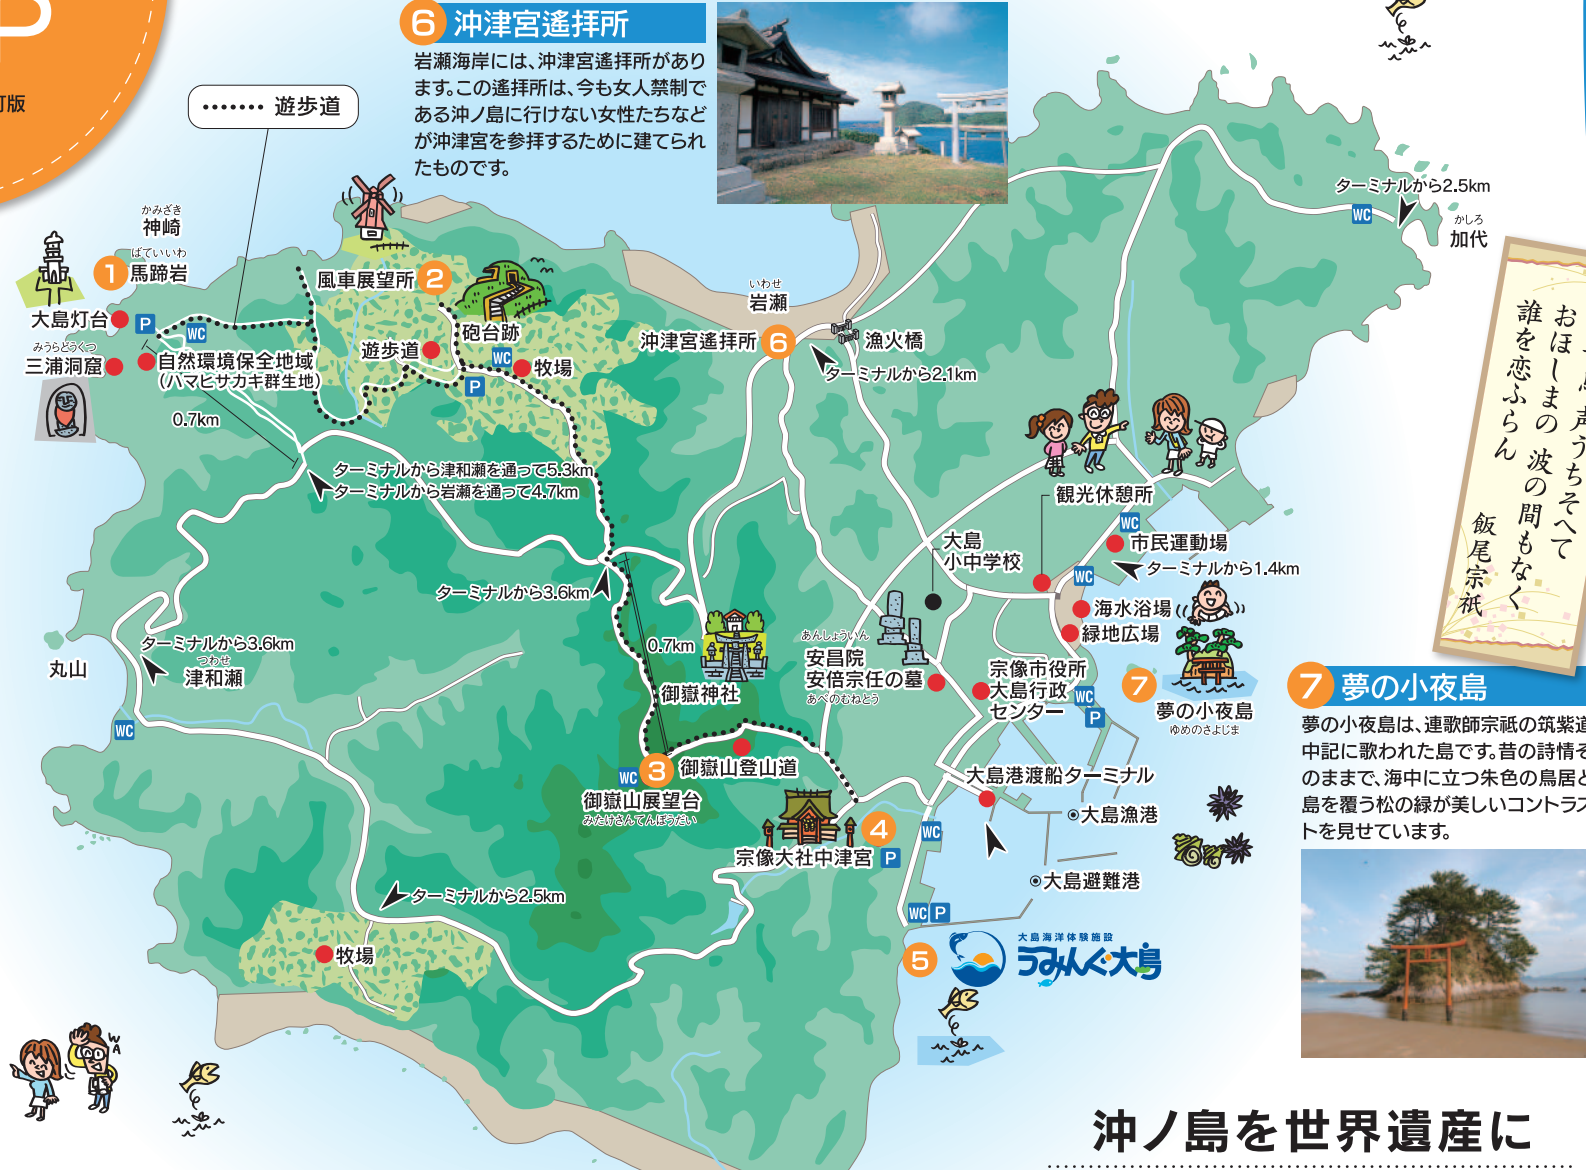 訂版
6 沖津宮遙拝所
岩瀬海岸には、沖津宮遙拝所があり
ます。この遙拝所は、今も女人禁制で
ある沖ノ島に行けない女性たちなど
が沖津宮を参拝するために建てられ
たものです。
遊歩道
かみざき
神崎
ばていいわ
1 馬蹄岩
大島灯台
P
WC
みうらどうくつ
三浦洞窟
自然環境保全地域
(ハマヒサカキ群生地)
0.7km
風車展望所 2
砲台跡
遊歩道
WC
P
牧場
いわせ
岩瀬
沖津宮遙拝所 6
漁火橋
ターミナルから2.1km
ターミナルから2.5km
WC
かしろ
加代
ターミナルから津和瀬を通って5.3km
ターミナルから岩瀬を通って4.7km
ターミナルから3.6km
0.7km
御嶽神社
ターミナルから3.6km
つわせ
津和瀬
丸山
WC
観光休憩所
大島
小中学校
WC
市民運動場
ターミナルから1.4km
WC
海水浴場
緑地広場
あんしょういん
安昌院
安倍宗任の墓
あべのむねとう
宗像市役所
大島行政
センター
WC
P
7
夢の小夜島
ゆめのさよじま
WC
3
御嶽山展望台
みたけさんてんぼうだい
御嶽山登山道
大島港渡船ターミナル
大島漁港
大島避難港
4
宗像大社中津宮
P
WC
WC P
ターミナルから2.5km
牧場
5
大島海洋体験施設
うみんぐ大島
WA
声うちそへて
おほしまの 波の間もなく
誰を恋ふらん
飯尾宗祇
7 夢の小夜島
夢の小夜島は、連歌師宗祇の筑紫道
中記に歌われた島です。昔の詩情そ
のままで、海中に立つ朱色の鳥居と
島を覆う松の緑が美しいコントラス
トを見せています。
沖ノ島を世界遺産に